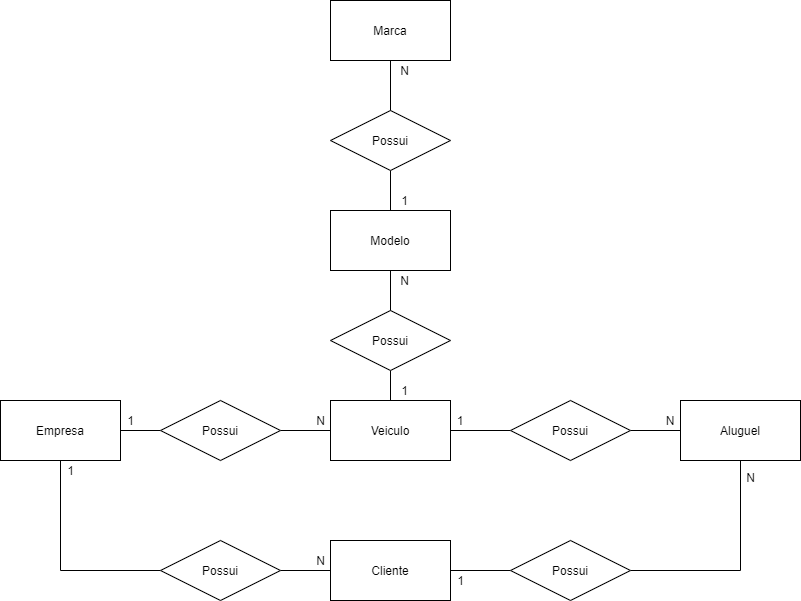 Marca
N
Possui
1
Modelo
N
Possui
1
Empresa
1
Possui
N
Veiculo
1
Possui
N
Aluguel
1
N
Possui
N
Cliente
1
Possui